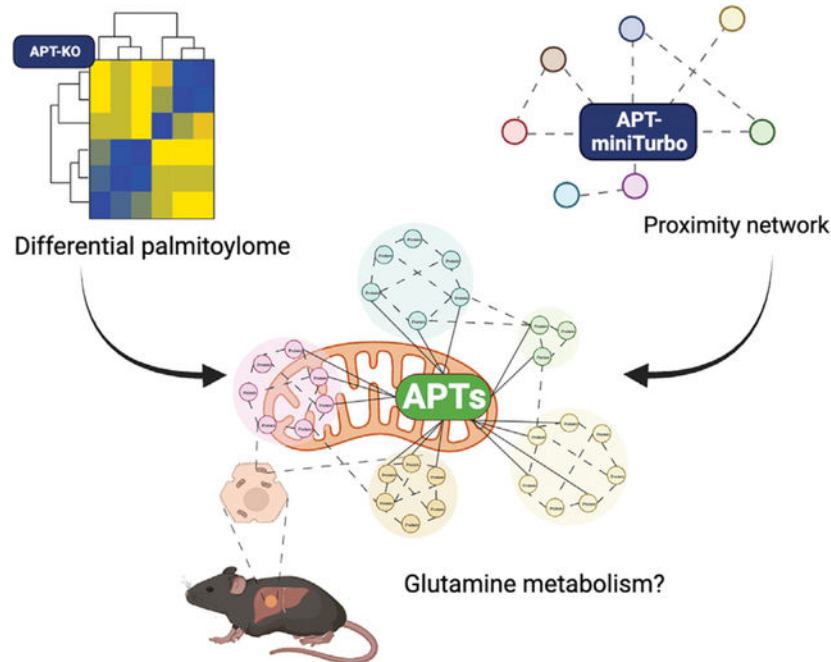 APT-KO
APT-
miniTurbo
Differential palmitoylome
Proximity network
APTs
Glutamine metabolism?